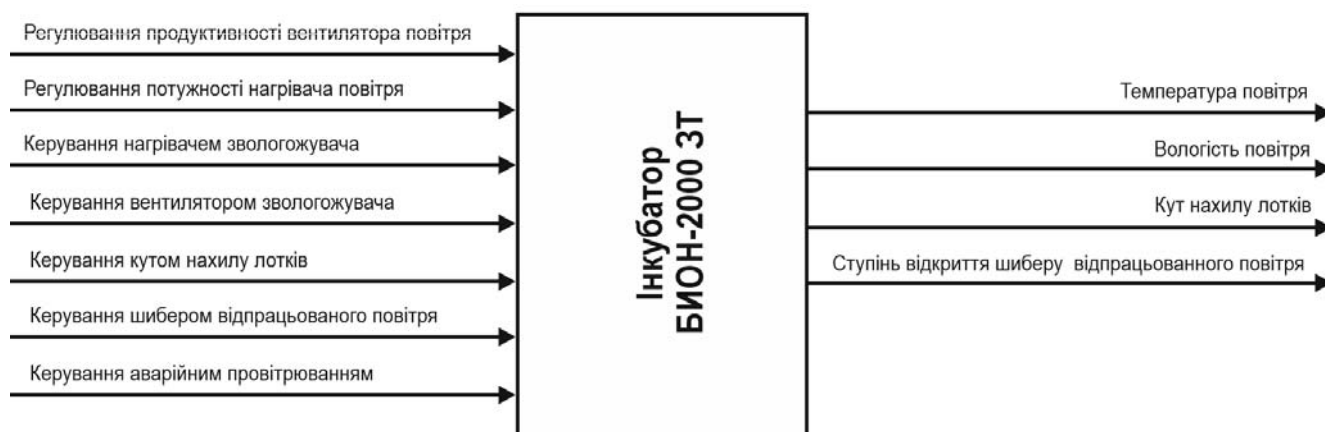 Регулювання продуктивності вентилятора повітря
Регулювання потужності нагрівача повітря
Керування нагрівачем зволожувача
Керування вентилятором звологожувача
Керування кутом нахилу лотків
Керування шибером відпрацьованого повітря
Керування аварійним провітрюванням
Інкубатор
БИОН-2000 ЗТ
Температура повітря
Вологість повітря
Кут нахилу лотків
Ступінь відкриття шиберу відпрацьованного повітря